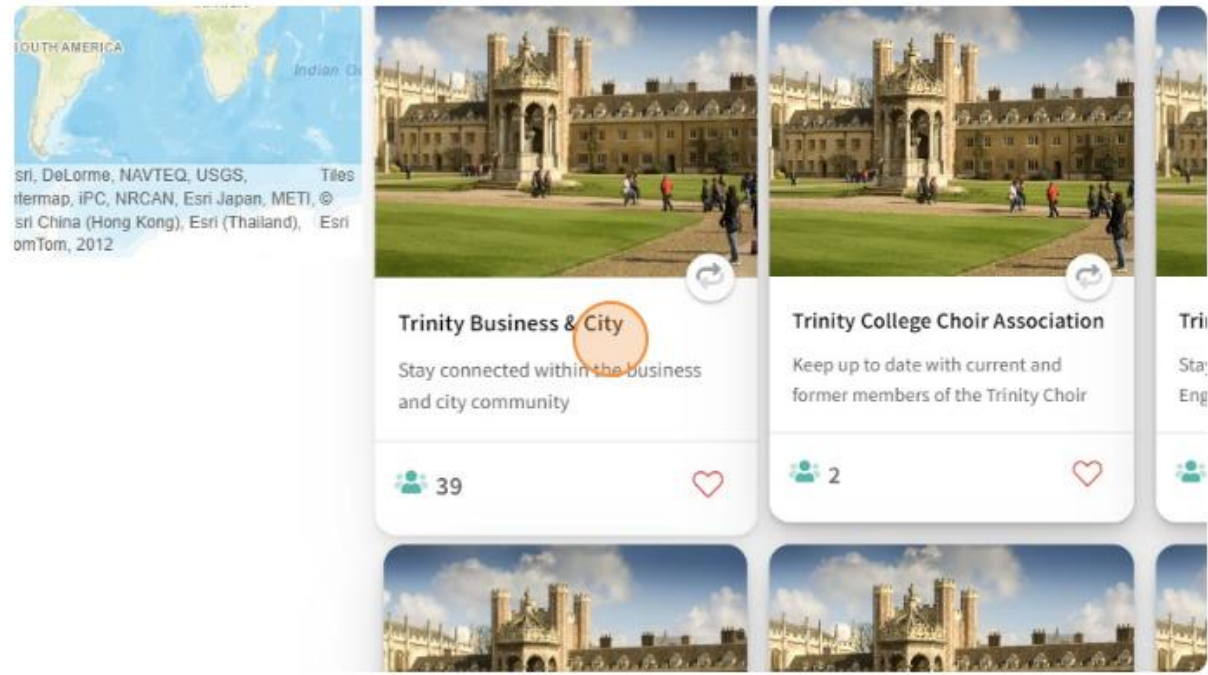 OUTH AMERICA
Indian
sri, DeLorme, NAVTEQ, USGS, Tiles
ntermap, iPC, NRCAN, Esri Japan, METI, ©
sri China (Hong Kong), Esri (Thailand), Esri
omTom, 2012
Trinity Business & City
Stay connected within the business
and city community
39
Trinity College Choir Association
Keep up to date with current and
former members of the Trinity Choir
2
Tri
Sta
Eng